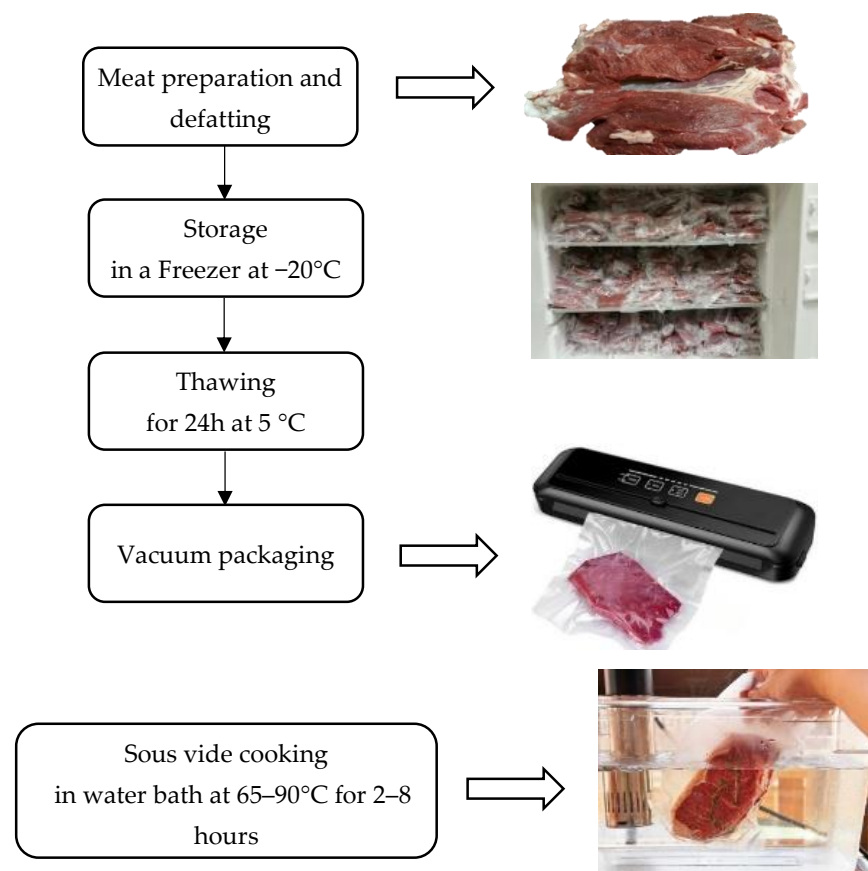 Meat preparation and
defatting
Storage
in a Freezer at −20°C
Thawing
for 24h at 5 °C
Vacuum packaging
Sous vide cooking
in water bath at 65–90°C for 2–8
hours